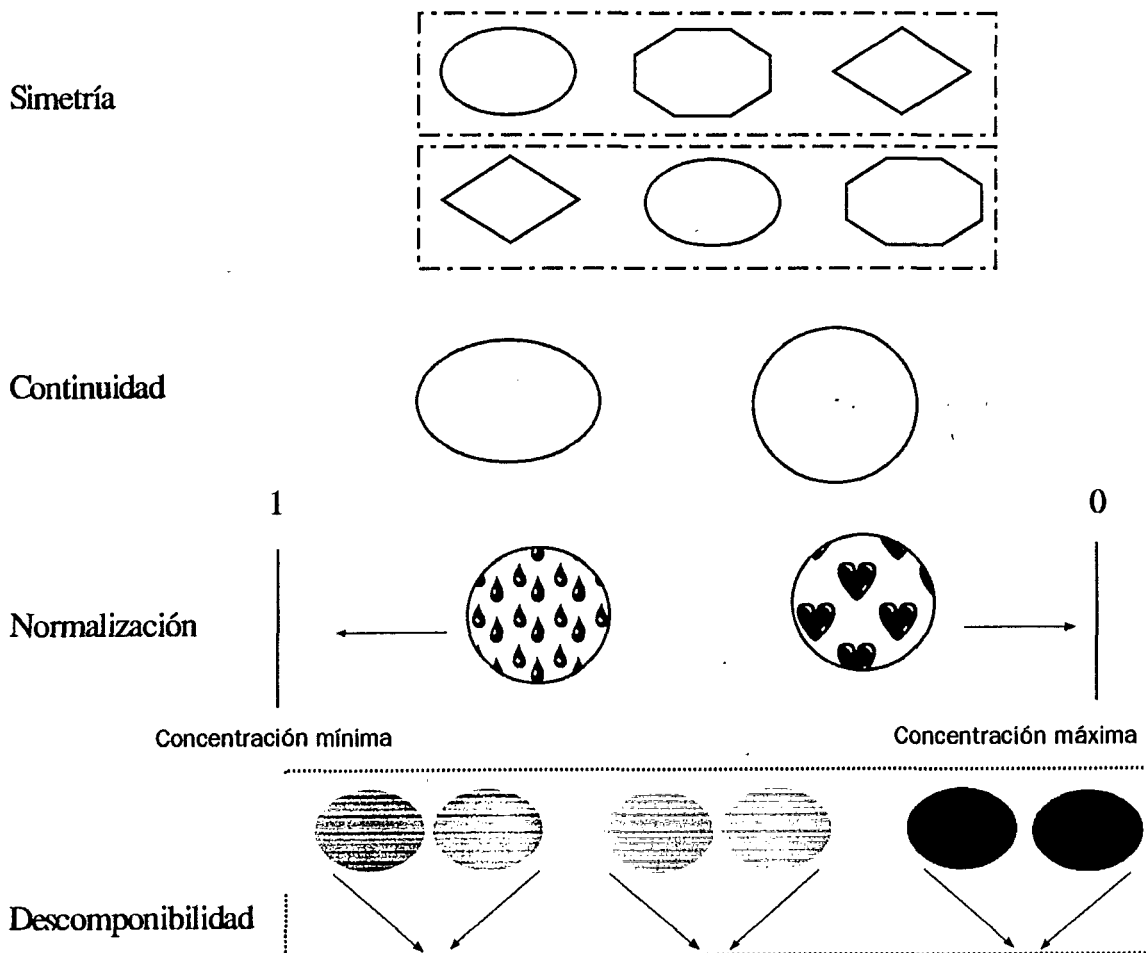 Simetría
Continuidad
1
0
Normalización
Concentración mínima
Concentración máxima
Descomponibilidad